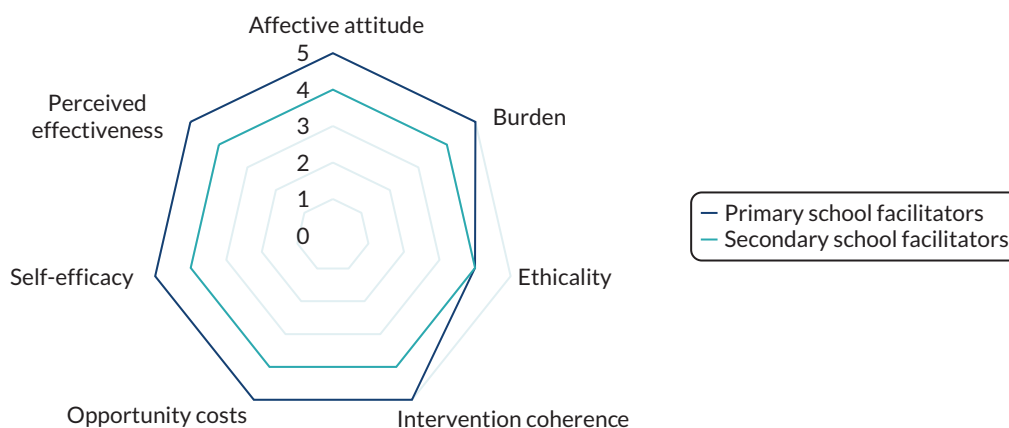 Affective attitude
5
4
3
2
1
0
Perceived
effectiveness
Burden
Self-efficacy
Ethicality
Opportunity costs
Intervention coherence
Primary school facilitators
Secondary school facilitators